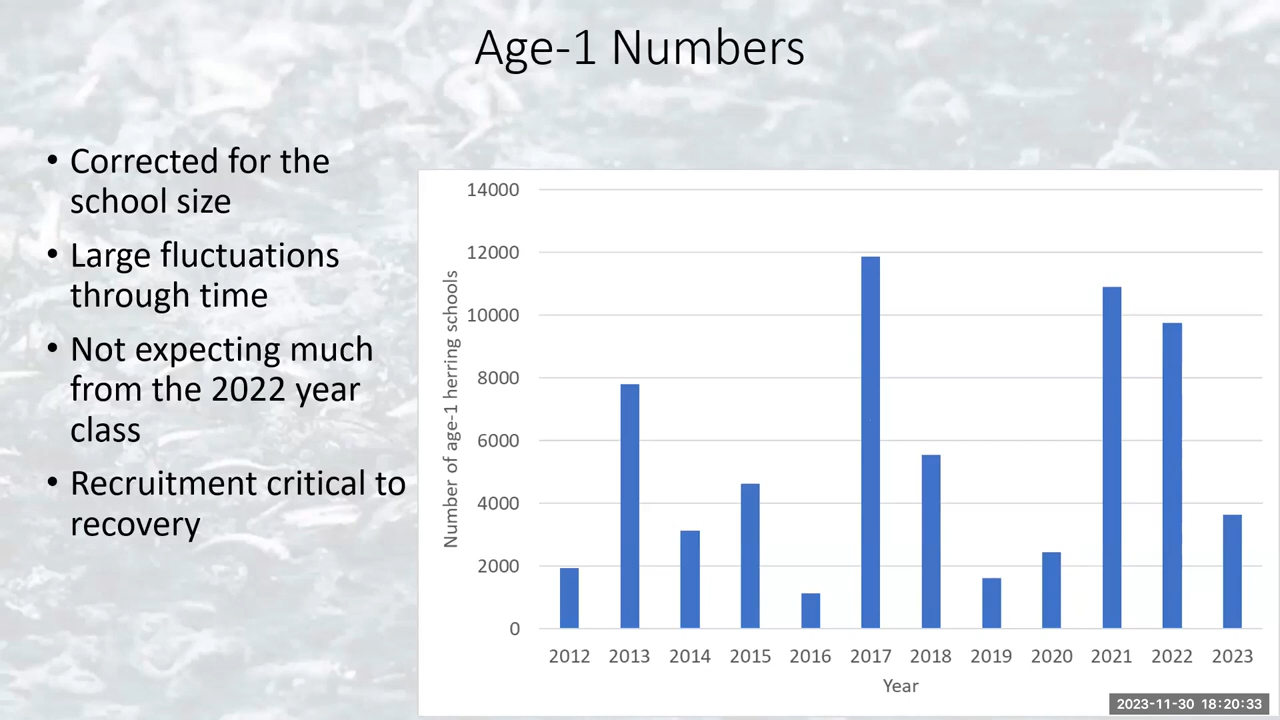 Age-1 Numbers
• Corrected for the
school size
• Large fluctuations
through time
• Not expecting much
from the 2022 year
class
• Recruitment critical to
recovery
Number of age-1 herring schools
14000
12000
10000
8000
6000
4000
2000
0
2012 2013 2014 2015 2016 2017 2018 2019 2020 2021 2022 2023
Year
2023-11-30 18:20:33